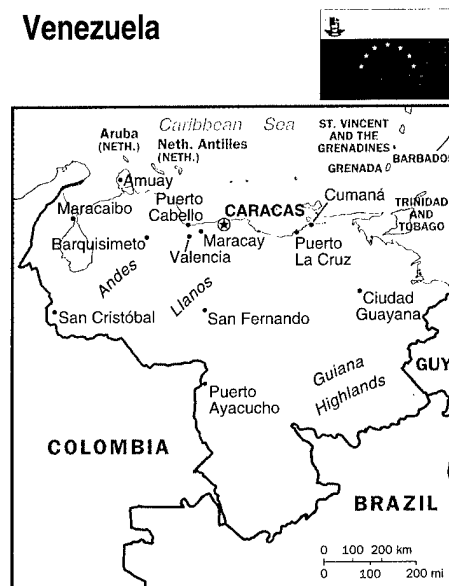 Venezuela
Caribbean Sea
Aruba
(NETH.)
Neth. Antilles
(NETH.)
ST. VINCENT
AND THE
GRENADINES
GRENADA
BARBADO
Amuay
Puerto
Cabello
CARACAS
Cumaná
TRINIDAD
AND
TOBAGO
Maracaibo
Barquisimeto
Maracay
Valencia
Puerto
La Cruz
Andes
Llanos
Ciudad
Guayana
San Cristóbal
San Fernando
Guiana
Highlands
GUY
Puerto
Ayacucho
COLOMBIA
BRAZIL
0 100 200 km
0 100 200 mi